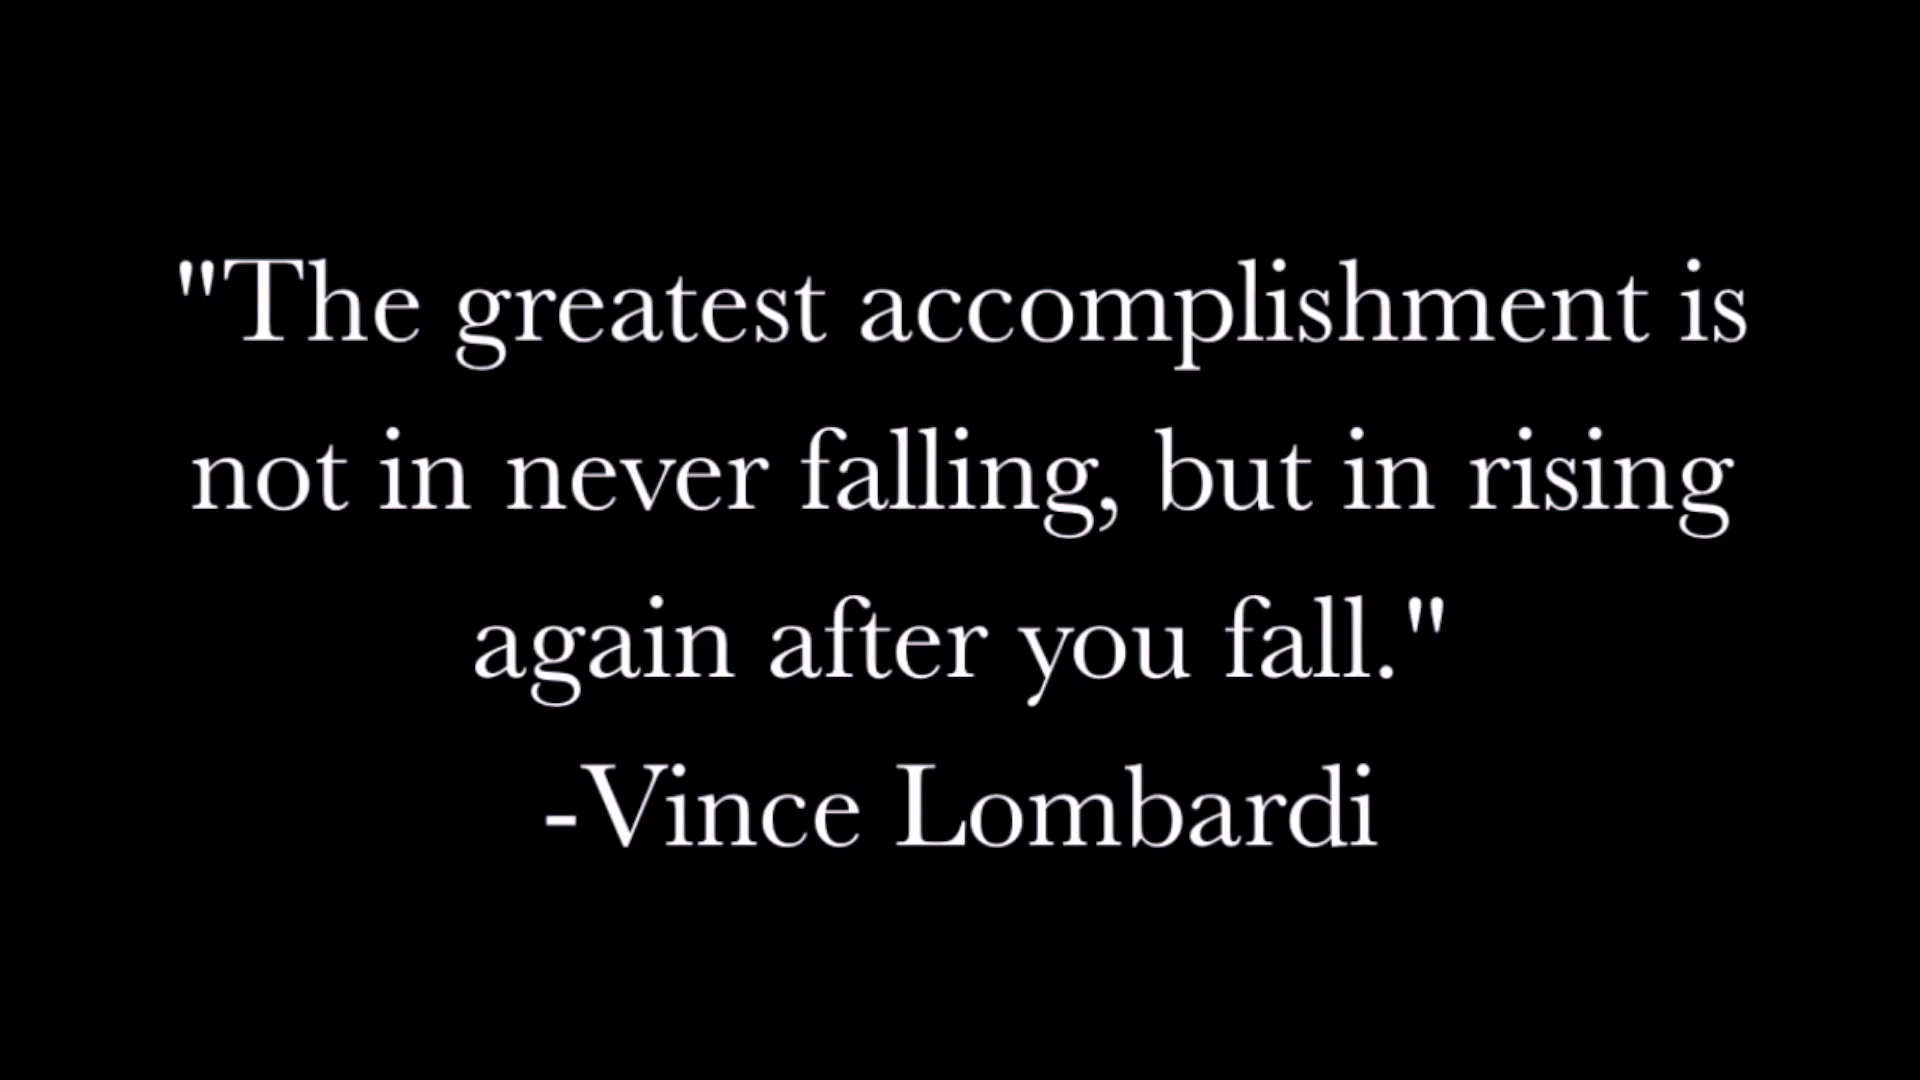 "The greatest accomplishment is
not in never falling, but in rising
again after you fall."
-Vince Lombardi